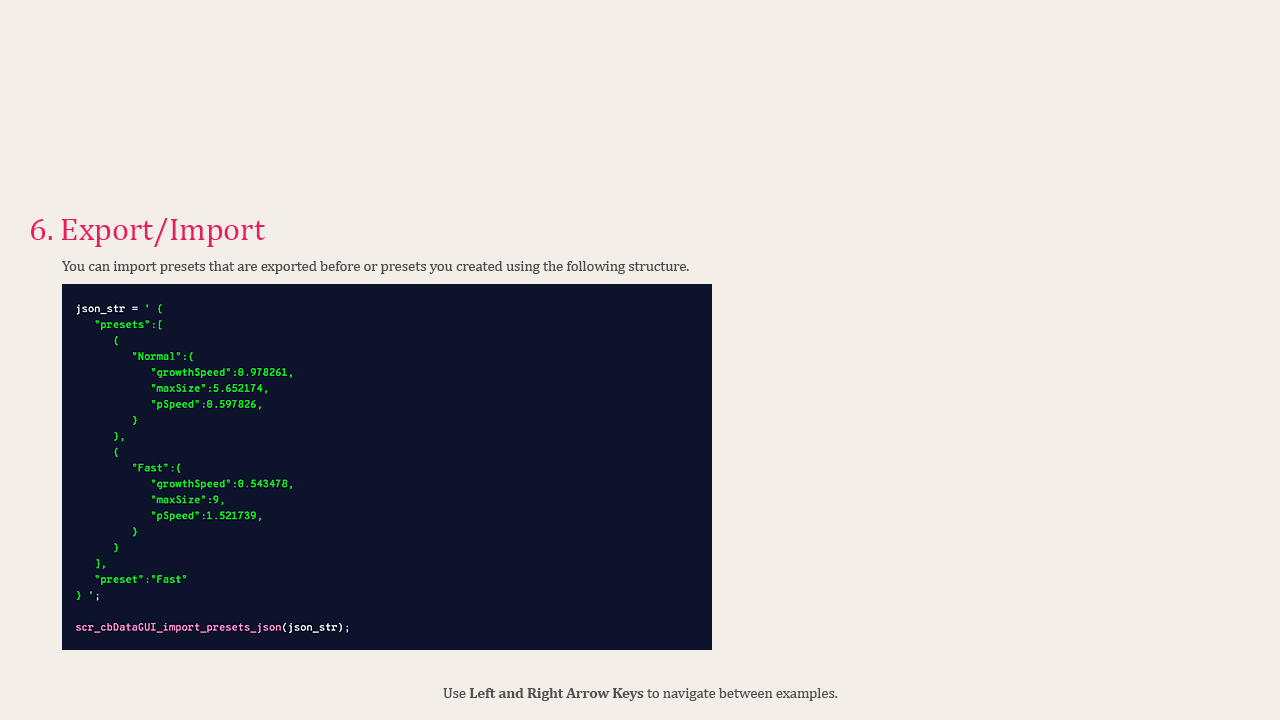 6. Export/Import
You can import presets that are exported before or presets you created using the following structure.
json_str = ' {
"presets":[
{
"Normal":{
"growthSpeed":0.978261,
"maxSize":5.652174,
"pSpeed":0.597826,
}
},
{
"Fast":{
"growthSpeed":0.543478,
"maxSize":9,
"pSpeed":1.521739,
}
}
],
"preset":"Fast"
} ';
scr_cbDataGUI_import_presets_json(json_str);
Use Left and Right Arrow Keys to navigate between examples.